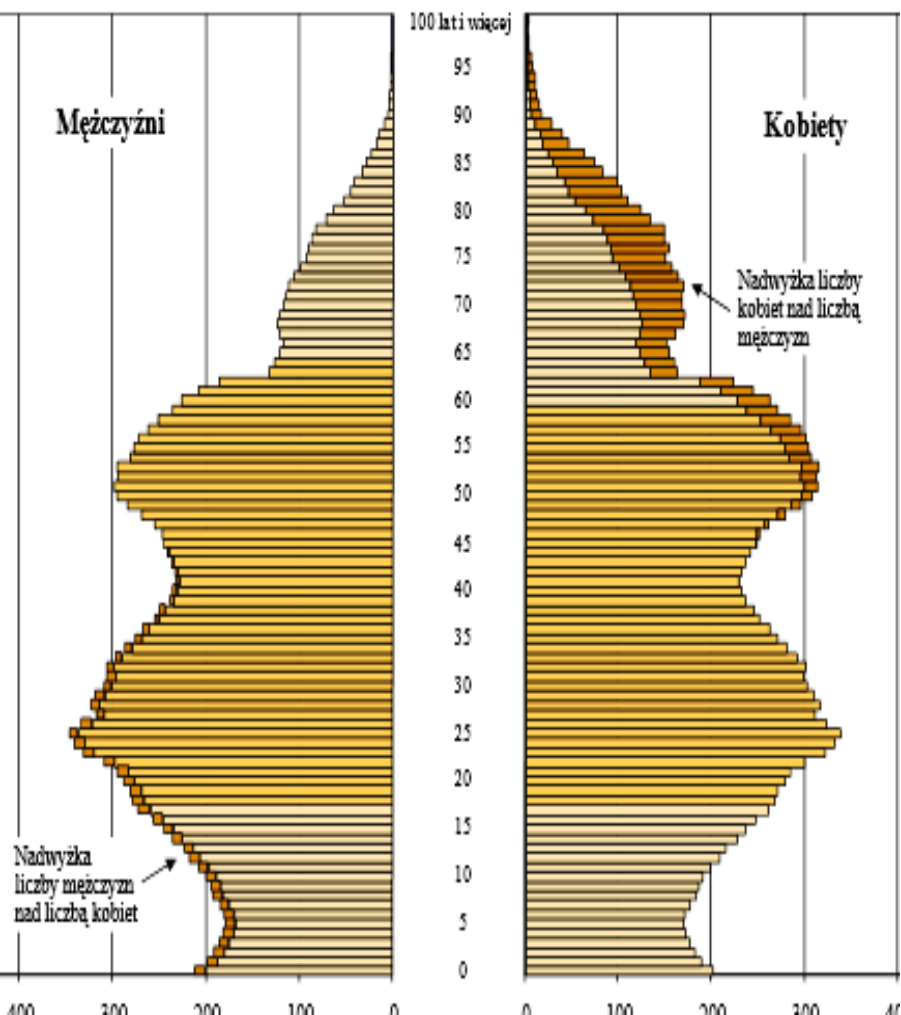 100 lat i więcej
95
Mężczyźni
90
Kobiety
85
80
75
Nadwyżka liczby
kobiet nad liczbą
mężczyzn
70
65
60
55
50
45
40
35
30
25
20
15
Nadwyżka
liczby mężczyzn
nad liczbą kobiet
10
5
0
400 300 200 100 0 0 100 200 300